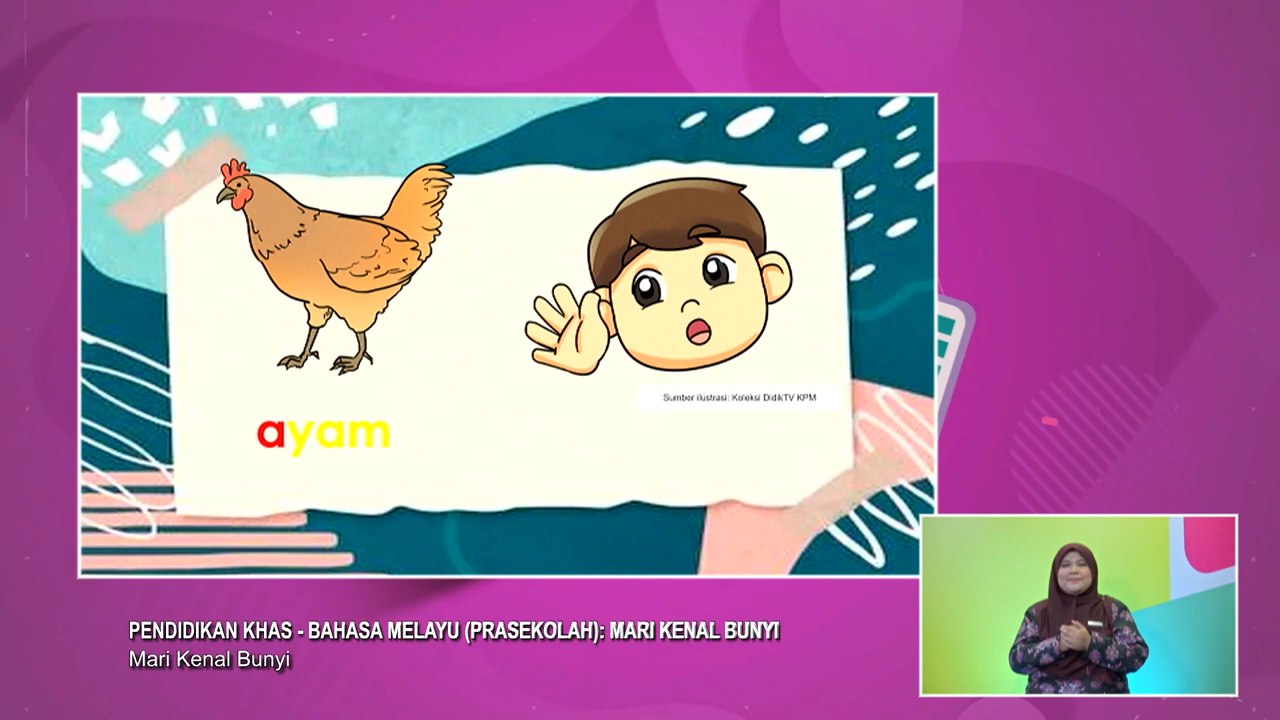 Sumber ilustrasi: Koleksi DidikTV KPM
ayam
PENDIDIKAN KHAS - BAHASA MELAYU (PRASEKOLAH): MARI KENAL BUNYI
Mari Kenal Bunyi